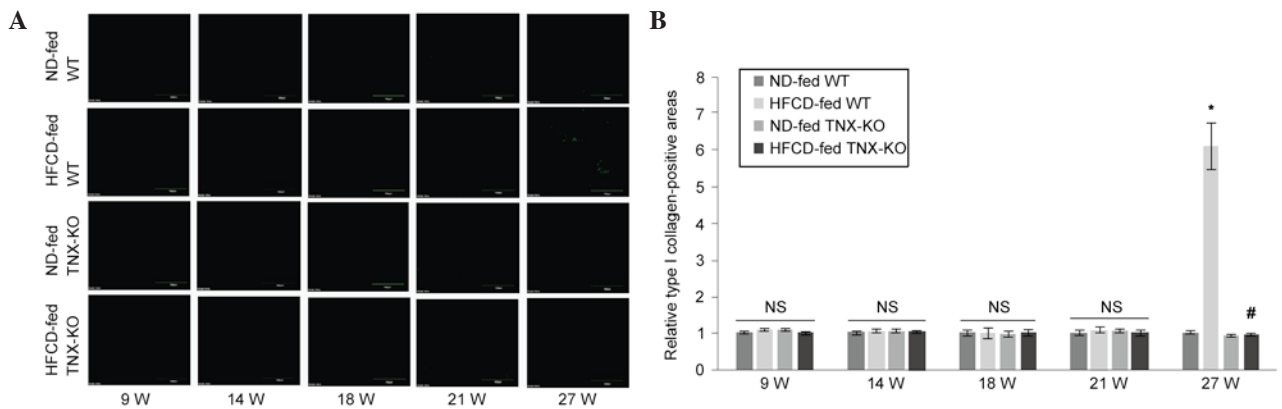 A
ND-fed
WT
HFCD-fed
WT
ND-fed
TNX-KO
HFCD-fed
TNX-KO
9 W 14 W 18 W 21 W 27 W
B
Relative type I collagen-positive areas
8
7
6
5
4
3
2
1
0
ND-fed WT
HFCD-fed WT
ND-fed TNX-KO
HFCD-fed TNX-KO
NS NS NS NS
*
#
9 W 14 W 18 W 21 W 27 W